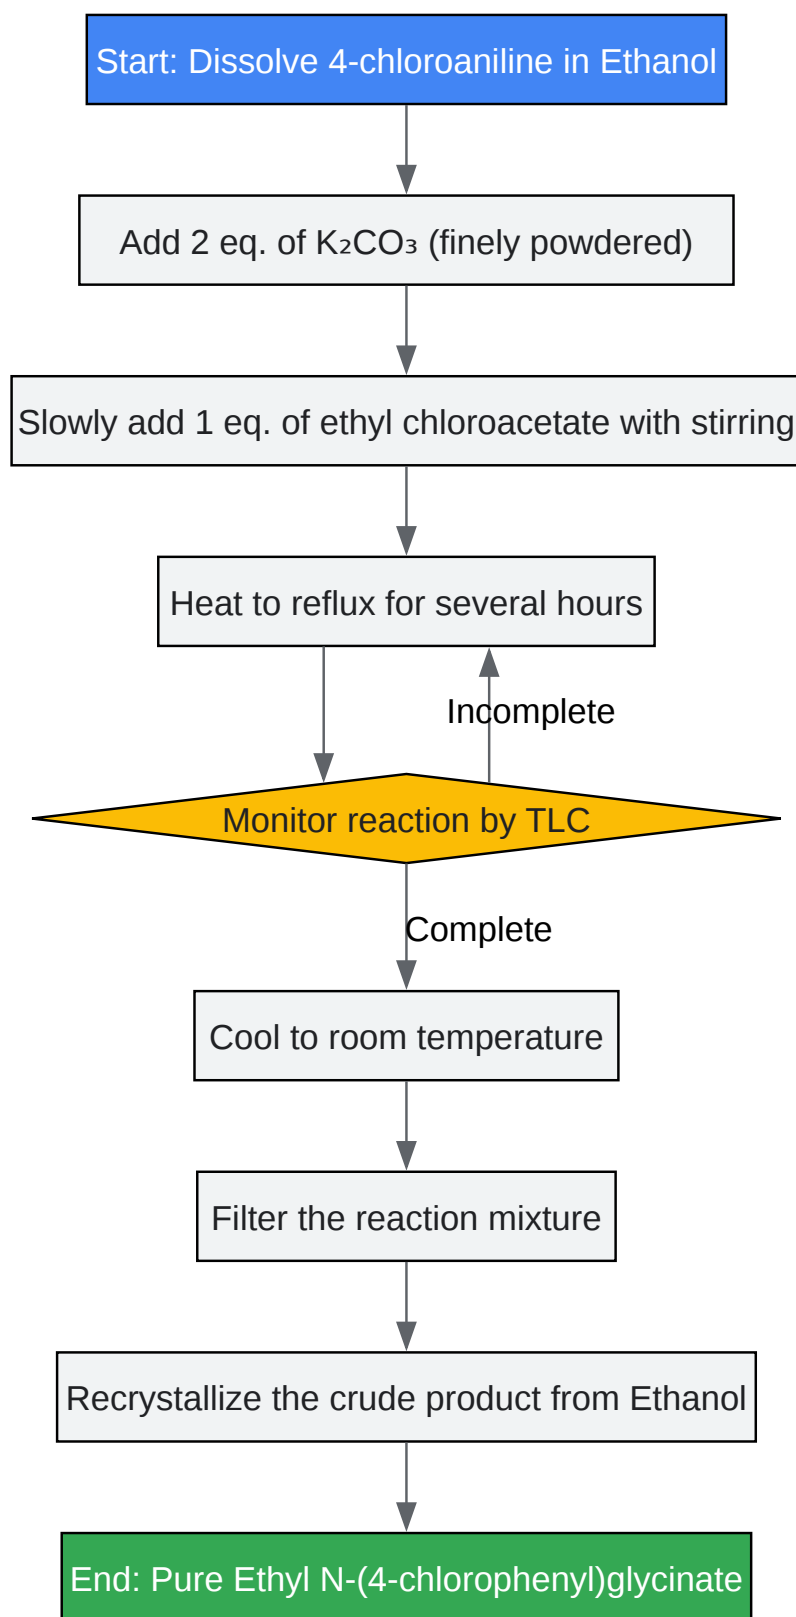 Start: Dissolve 4-chloroaniline in Ethanol
Add 2 eq. of K₂CO₃ (finely powdered)
Slowly add 1 eq. of ethyl chloroacetate with stirring
Heat to reflux for several hours
Incomplete
Monitor reaction by TLC
Complete
Cool to room temperature
Filter the reaction mixture
Recrystallize the crude product from Ethanol
End: Pure Ethyl N-(4-chlorophenyl)glycinate